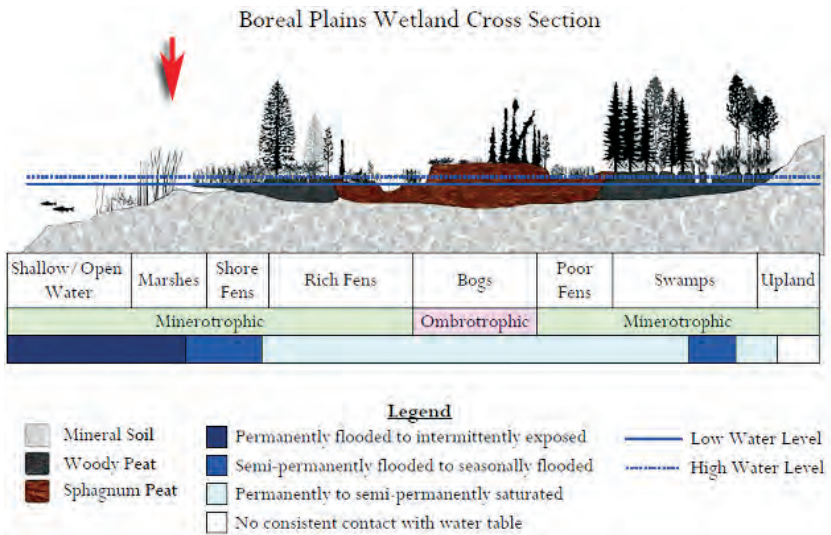 Boreal Plains Wetland Cross Section
Shallow/Open
Water
Marshes
Shore
Fens
Rich Fens
Bogs
Poor
Fens
Swamps
Upland
Minerotrophic
Ombrotrophic
Minerotrophic
Legend
Mineral Soil
Woody Peat
Sphagnum Peat
Permanently flooded to intermittently exposed
Semi-permanently flooded to seasonally flooded
Permanently to semi-permanently saturated
No consistent contact with water table
Low Water Level
High Water Level